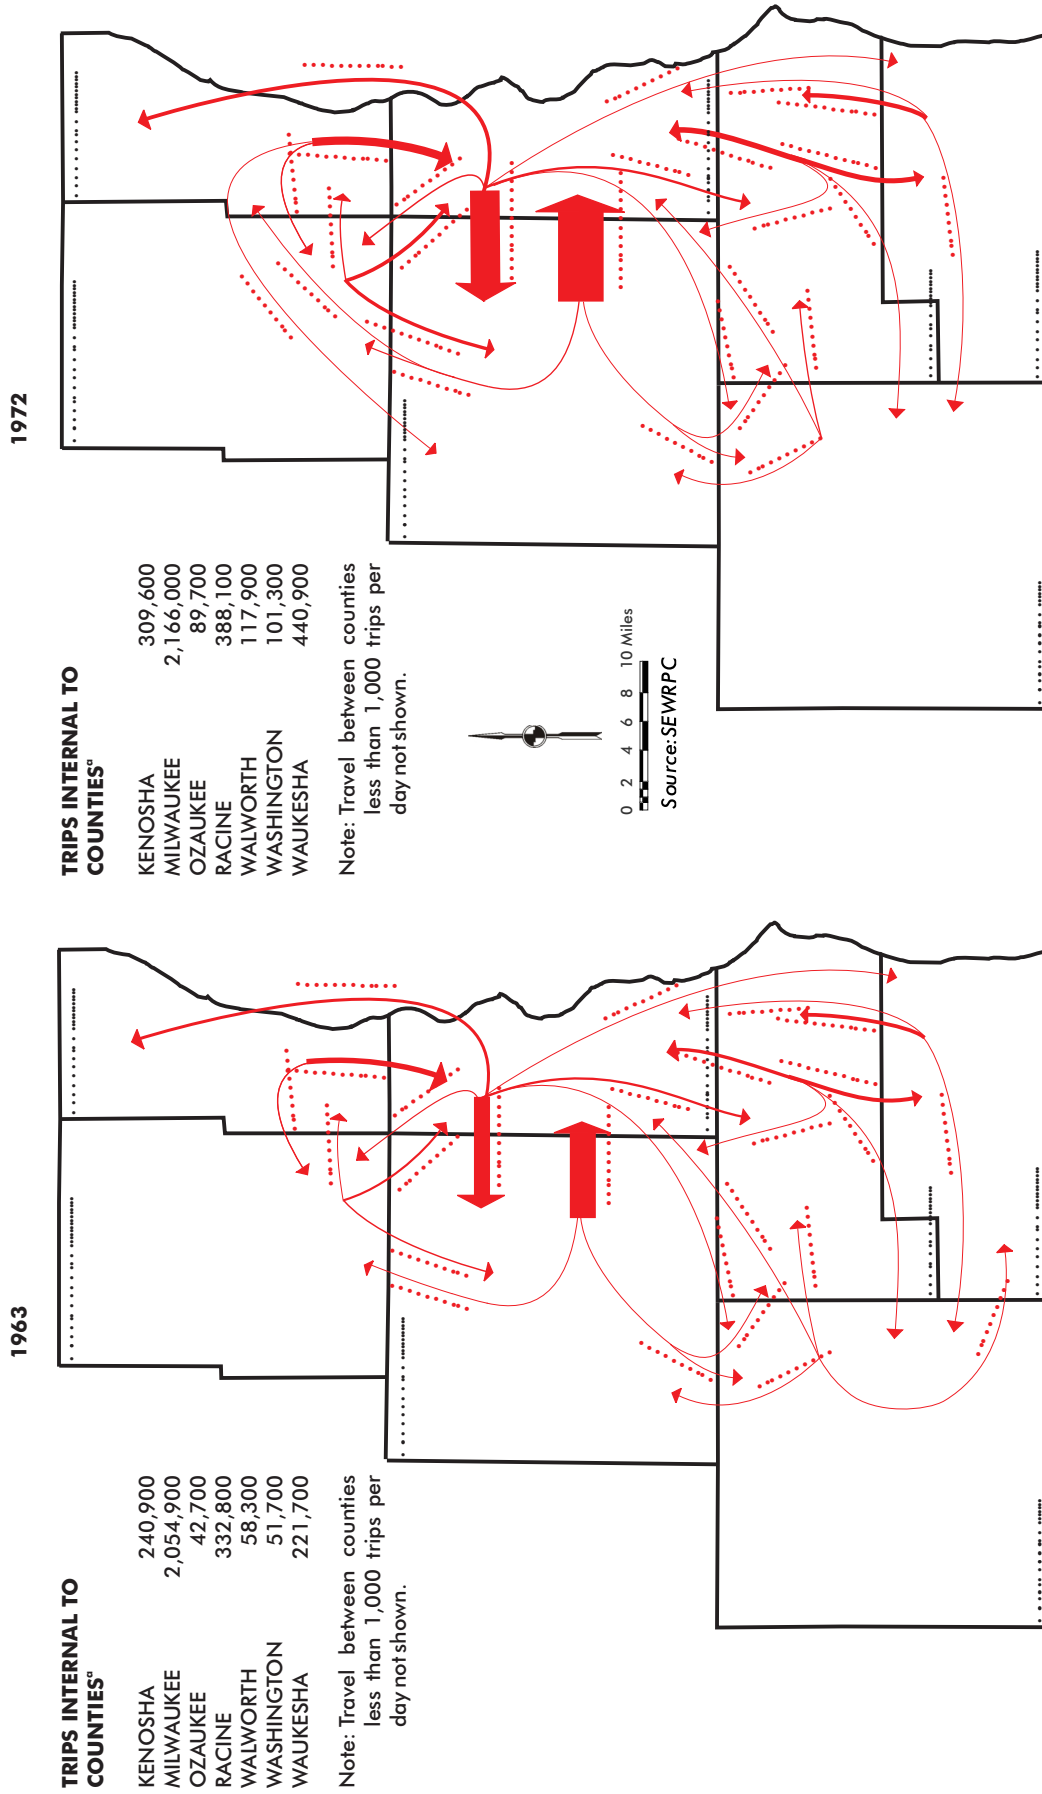 1963
TRIPS INTERNAL TO
COUNTIESª
KENOSHA 240,900
MILWAUKEE 2,054,900
OZAUKEE 42,700
RACINE 332,800
WALWORTH 58,300
WASHINGTON 51,700
WAUKESHA 221,700
Note: Travel between counties
less than 1,000 trips per
day not shown.
1972
TRIPS INTERNAL TO
COUNTIESª
KENOSHA 309,600
MILWAUKEE 2,166,000
OZAUKEE 89,700
RACINE 388,100
WALWORTH 117,900
WASHINGTON 101,300
WAUKESHA 440,900
Note: Travel between counties
less than 1,000 trips per
day not shown.
0 2 4 6 8 10 Miles
Source: SEWRPC